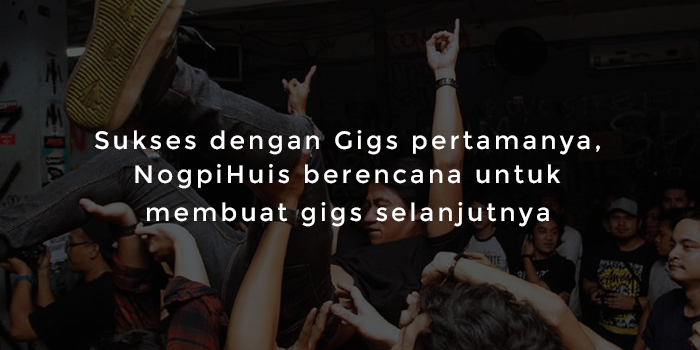 Sukses dengan Gigs pertamanya,
NogpiHuis berencana untuk
membuat gigs selanjutnya